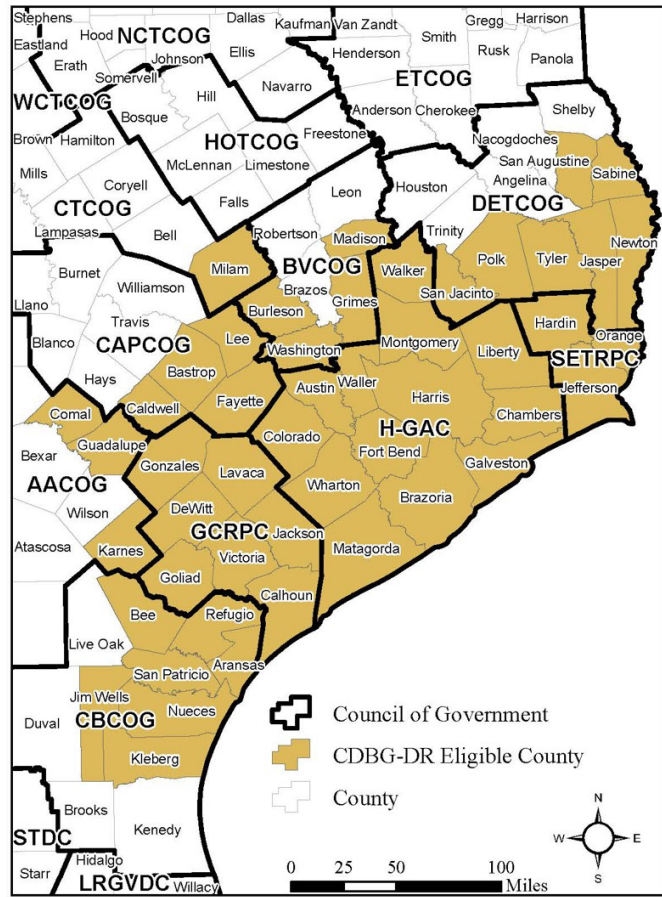 Stephens
Eastland
Hood
NCTCOG
Dallas
Kaufman
Van Zandt
Smith
Gregg
Harrison
Erath
Johnson
Ellis
Henderson
Rusk
Panola
Somervell
Navarro
ETCOG
WCTCOG
Bosque
Hill
Anderson
Cherokee
Shelby
Brown
Hamilton
HOTCOG
Freestone
Nacogdoches
Mills
McLennan
Limestone
San Augustine
Sabine
Coryell
Leon
Houston
Angelina
CTCOG
Falls
DETCOG
Lampasas
Bell
Robertson
Madison
Trinity
Newton
Burnet
Milam
BVCOG
Walker
Polk
Tyler
Jasper
Williamson
Brazos
Grimes
San Jacinto
Llano
Burleson
Travis
Lee
Washington
Montgomery
Liberty
Hardin
Orange
Blanco
CAPCOG
Bastrop
SETRPC
Hays
Caldwell
Fayette
Austin
Waller
Harris
Jefferson
Comal
Colorado
H-GAC
Chambers
Guadalupe
Fort Bend
Bexar
Gonzales
Lavaca
Galveston
AACOG
Wharton
Wilson
DeWitt
Brazoria
GCRPC
Jackson
Atascosa
Karnes
Victoria
Matagorda
Goliad
Calhoun
Bee
Refugio
Live Oak
Aransas
San Patricio
Jim Wells
Nueces
Duval
CBCOG
Kleberg
Brooks
Kenedy
STDC
Hidalgo
Starr
LRGVDC
Willacy
Council of Government
CDBG-DR Eligible County
County
N
W
E
S
0 25 50 100
Miles